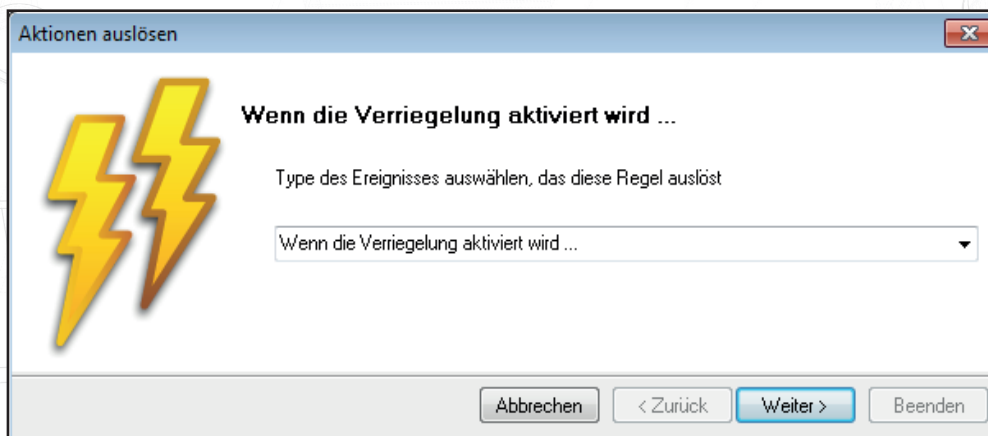 Aktionen auslösen
Wenn die Verriegelung aktiviert wird ...
Type des Ereignisses auswählen, das diese Regel auslöst
Wenn die Verriegelung aktiviert wird ...
Abbrechen
< Zurück
Weiter >
Beenden